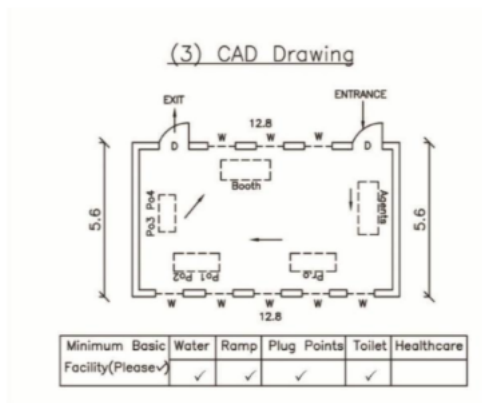 (3) CAD Drawing
EXIT
ENTRANCE
12.8
W W W
D D
Booth
Po3 Po4
Agents
5.6
5.6
Po2 Po1
Pro
W W W W
12.8
Minimum Basic Facility(Please✓)
Water
Ramp
Plug Points
Toilet
Healthcare
✓ ✓ ✓ ✓